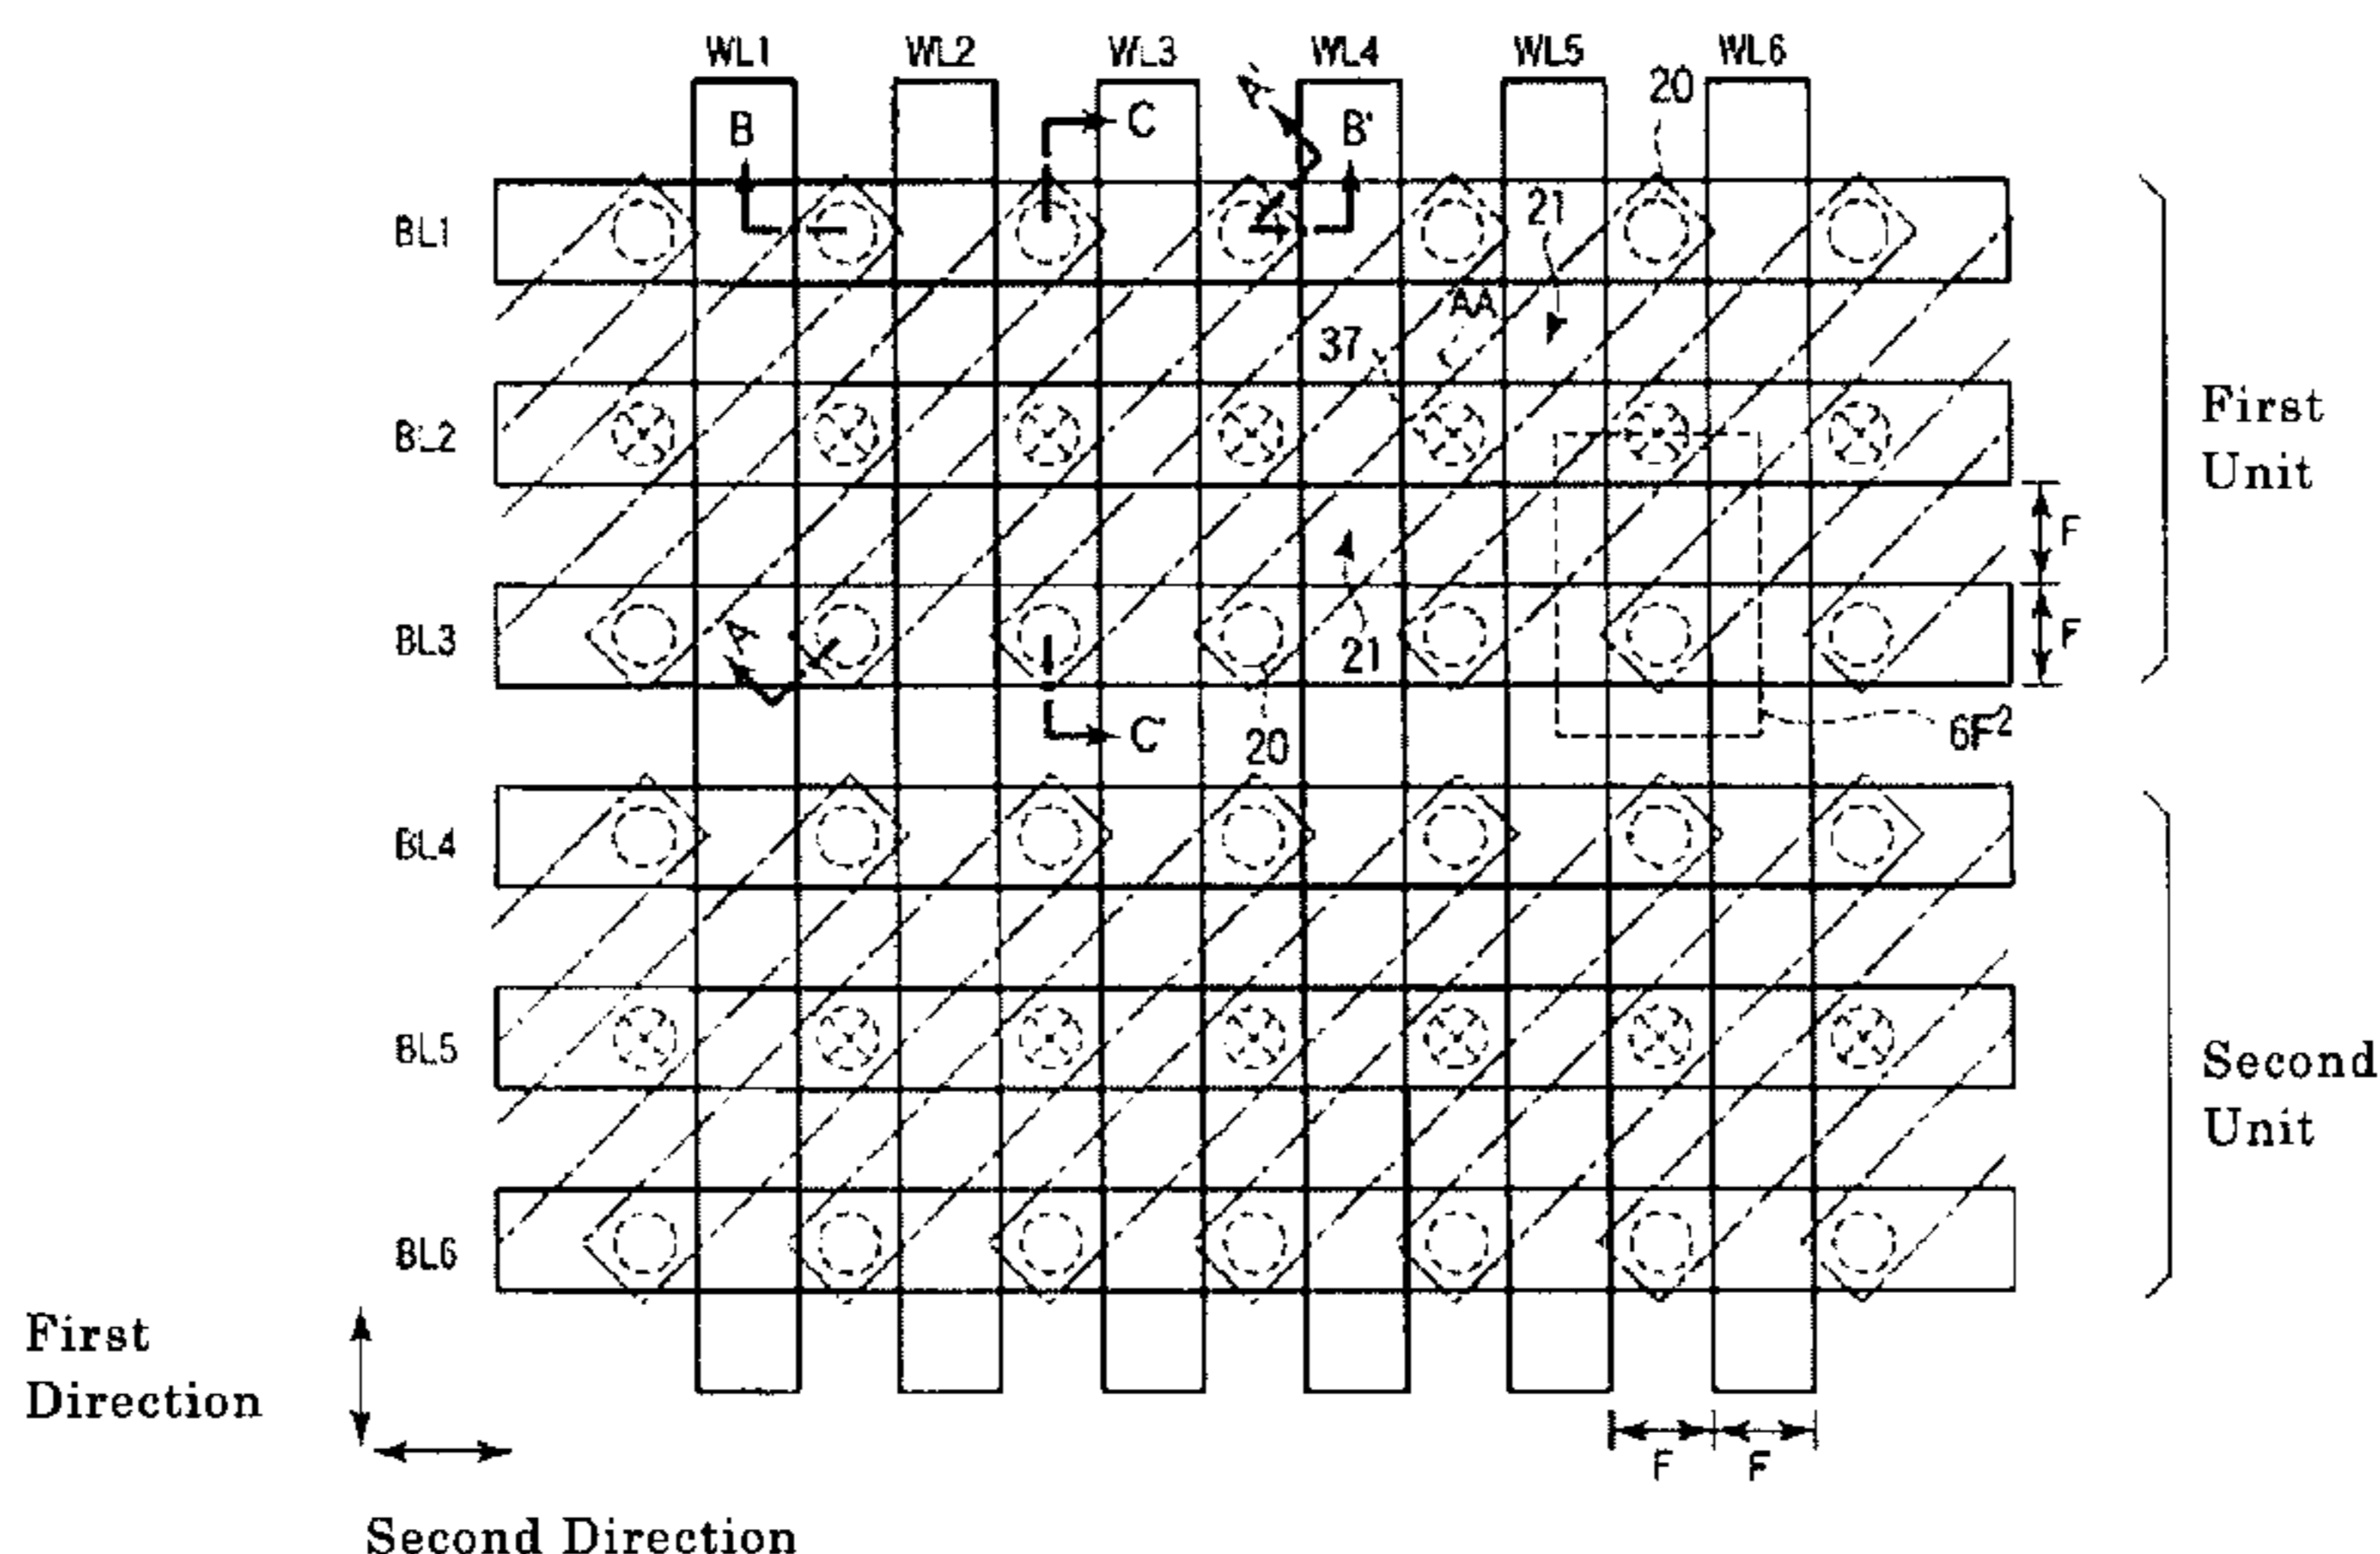 WL1 WL2 WL3 WL4 WL5 WL6
20
B C A' B'
BL1
21
AA
37
BL2
First
Unit
F
BL3
A
21
F
C'
20
6F2
BL4
BL5
Second
Unit
BL6
First
Direction
F F
Second Direction